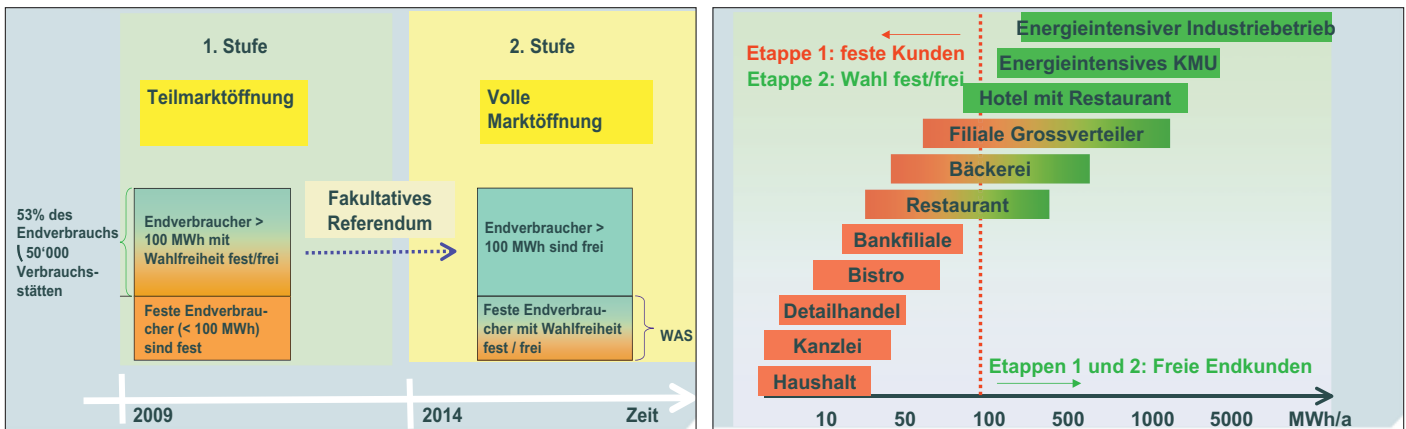 1. Stufe
2. Stufe
Teilmarktöffnung
Volle
Marktöffnung
53% des
Endverbrauchs
50‘000
Verbrauchs-
stätten
Endverbraucher >
100 MWh mit
Wahlfreiheit fest/frei
Feste Endverbrau-
cher (< 100 MWh)
sind fest
Fakultatives
Referendum
Endverbraucher >
100 MWh sind frei
Feste Endverbrau-
cher mit Wahlfreiheit
fest / frei
WAS
2009
2014
Zeit
Etappe 1: feste Kunden
Etappe 2: Wahl fest/frei
Energieintensiver Industriebetrieb
Energieintensives KMU
Hotel mit Restaurant
Filiale Grossverteiler
Bäckerei
Restaurant
Bankfiliale
Bistro
Detailhandel
Kanzlei
Haushalt
Etappen 1 und 2: Freie Endkunden
10 50 100 500 1000 5000 MWh/a